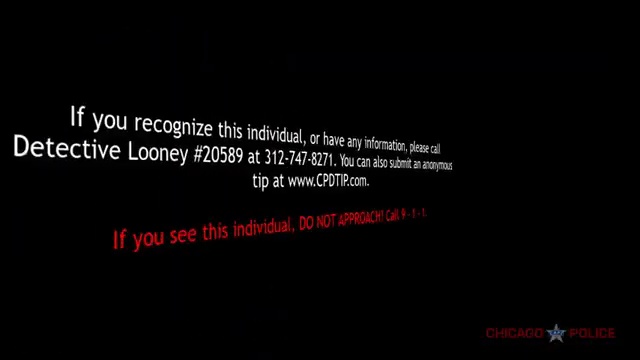 If you recognize this individual, or have any information, please call
Detective Looney #20589 at 312-747-8271. You can also submit an anonymous
tip at www.CPDTIP.com.
If you see this individual, DO NOT APPROACH! Call 9 - 1 - 1.
CHICAGO POLICE